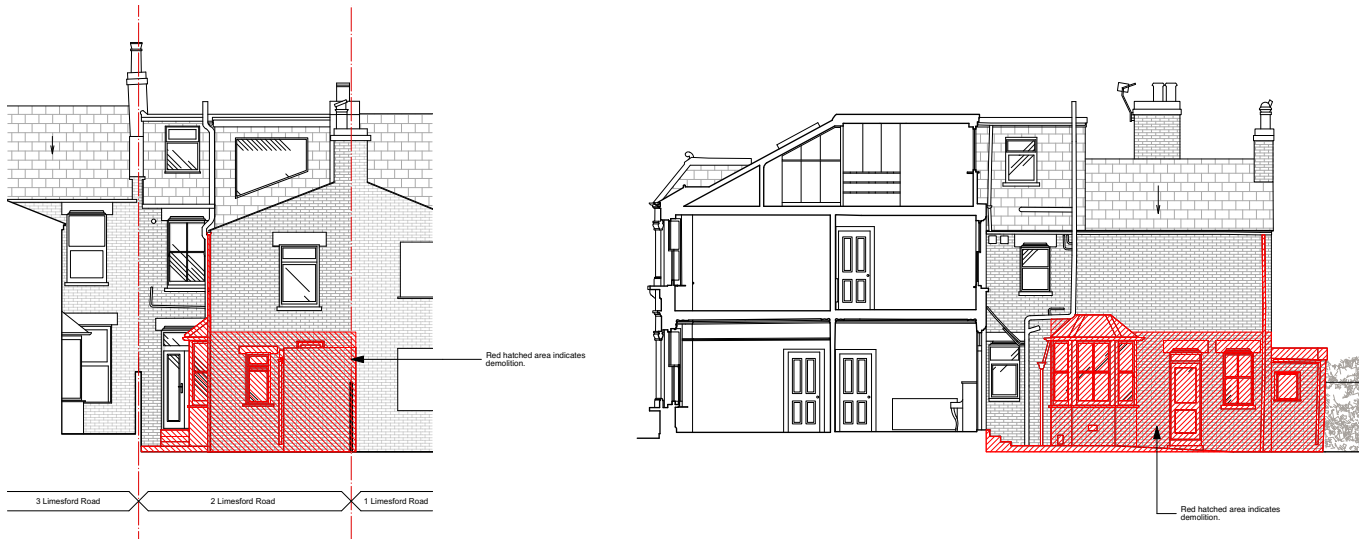 Red hatched area indicates
demolition.
3 Limesford Road
2 Limesford Road
1 Limesford Road
Red hatched area indicates
demolition.